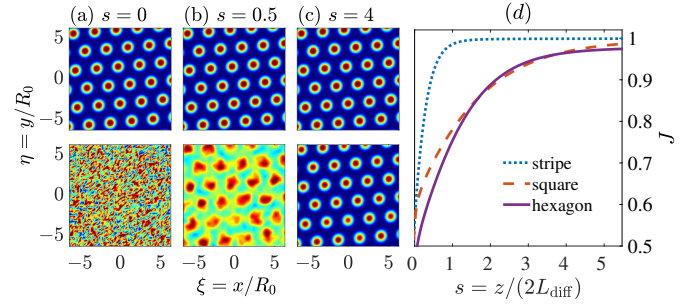 (a) s = 0
(b) s = 0.5
(c) s = 4
(d)
η = y/R₀
5
0
−5
5
0
−5
−5 0 5
−5 0 5
−5 0 5
ξ = x/R₀
1
0.9
0.8
0.7
0.6
0.5
J
stripe
square
hexagon
0 1 2 3 4 5
s = z/(2L_diff)